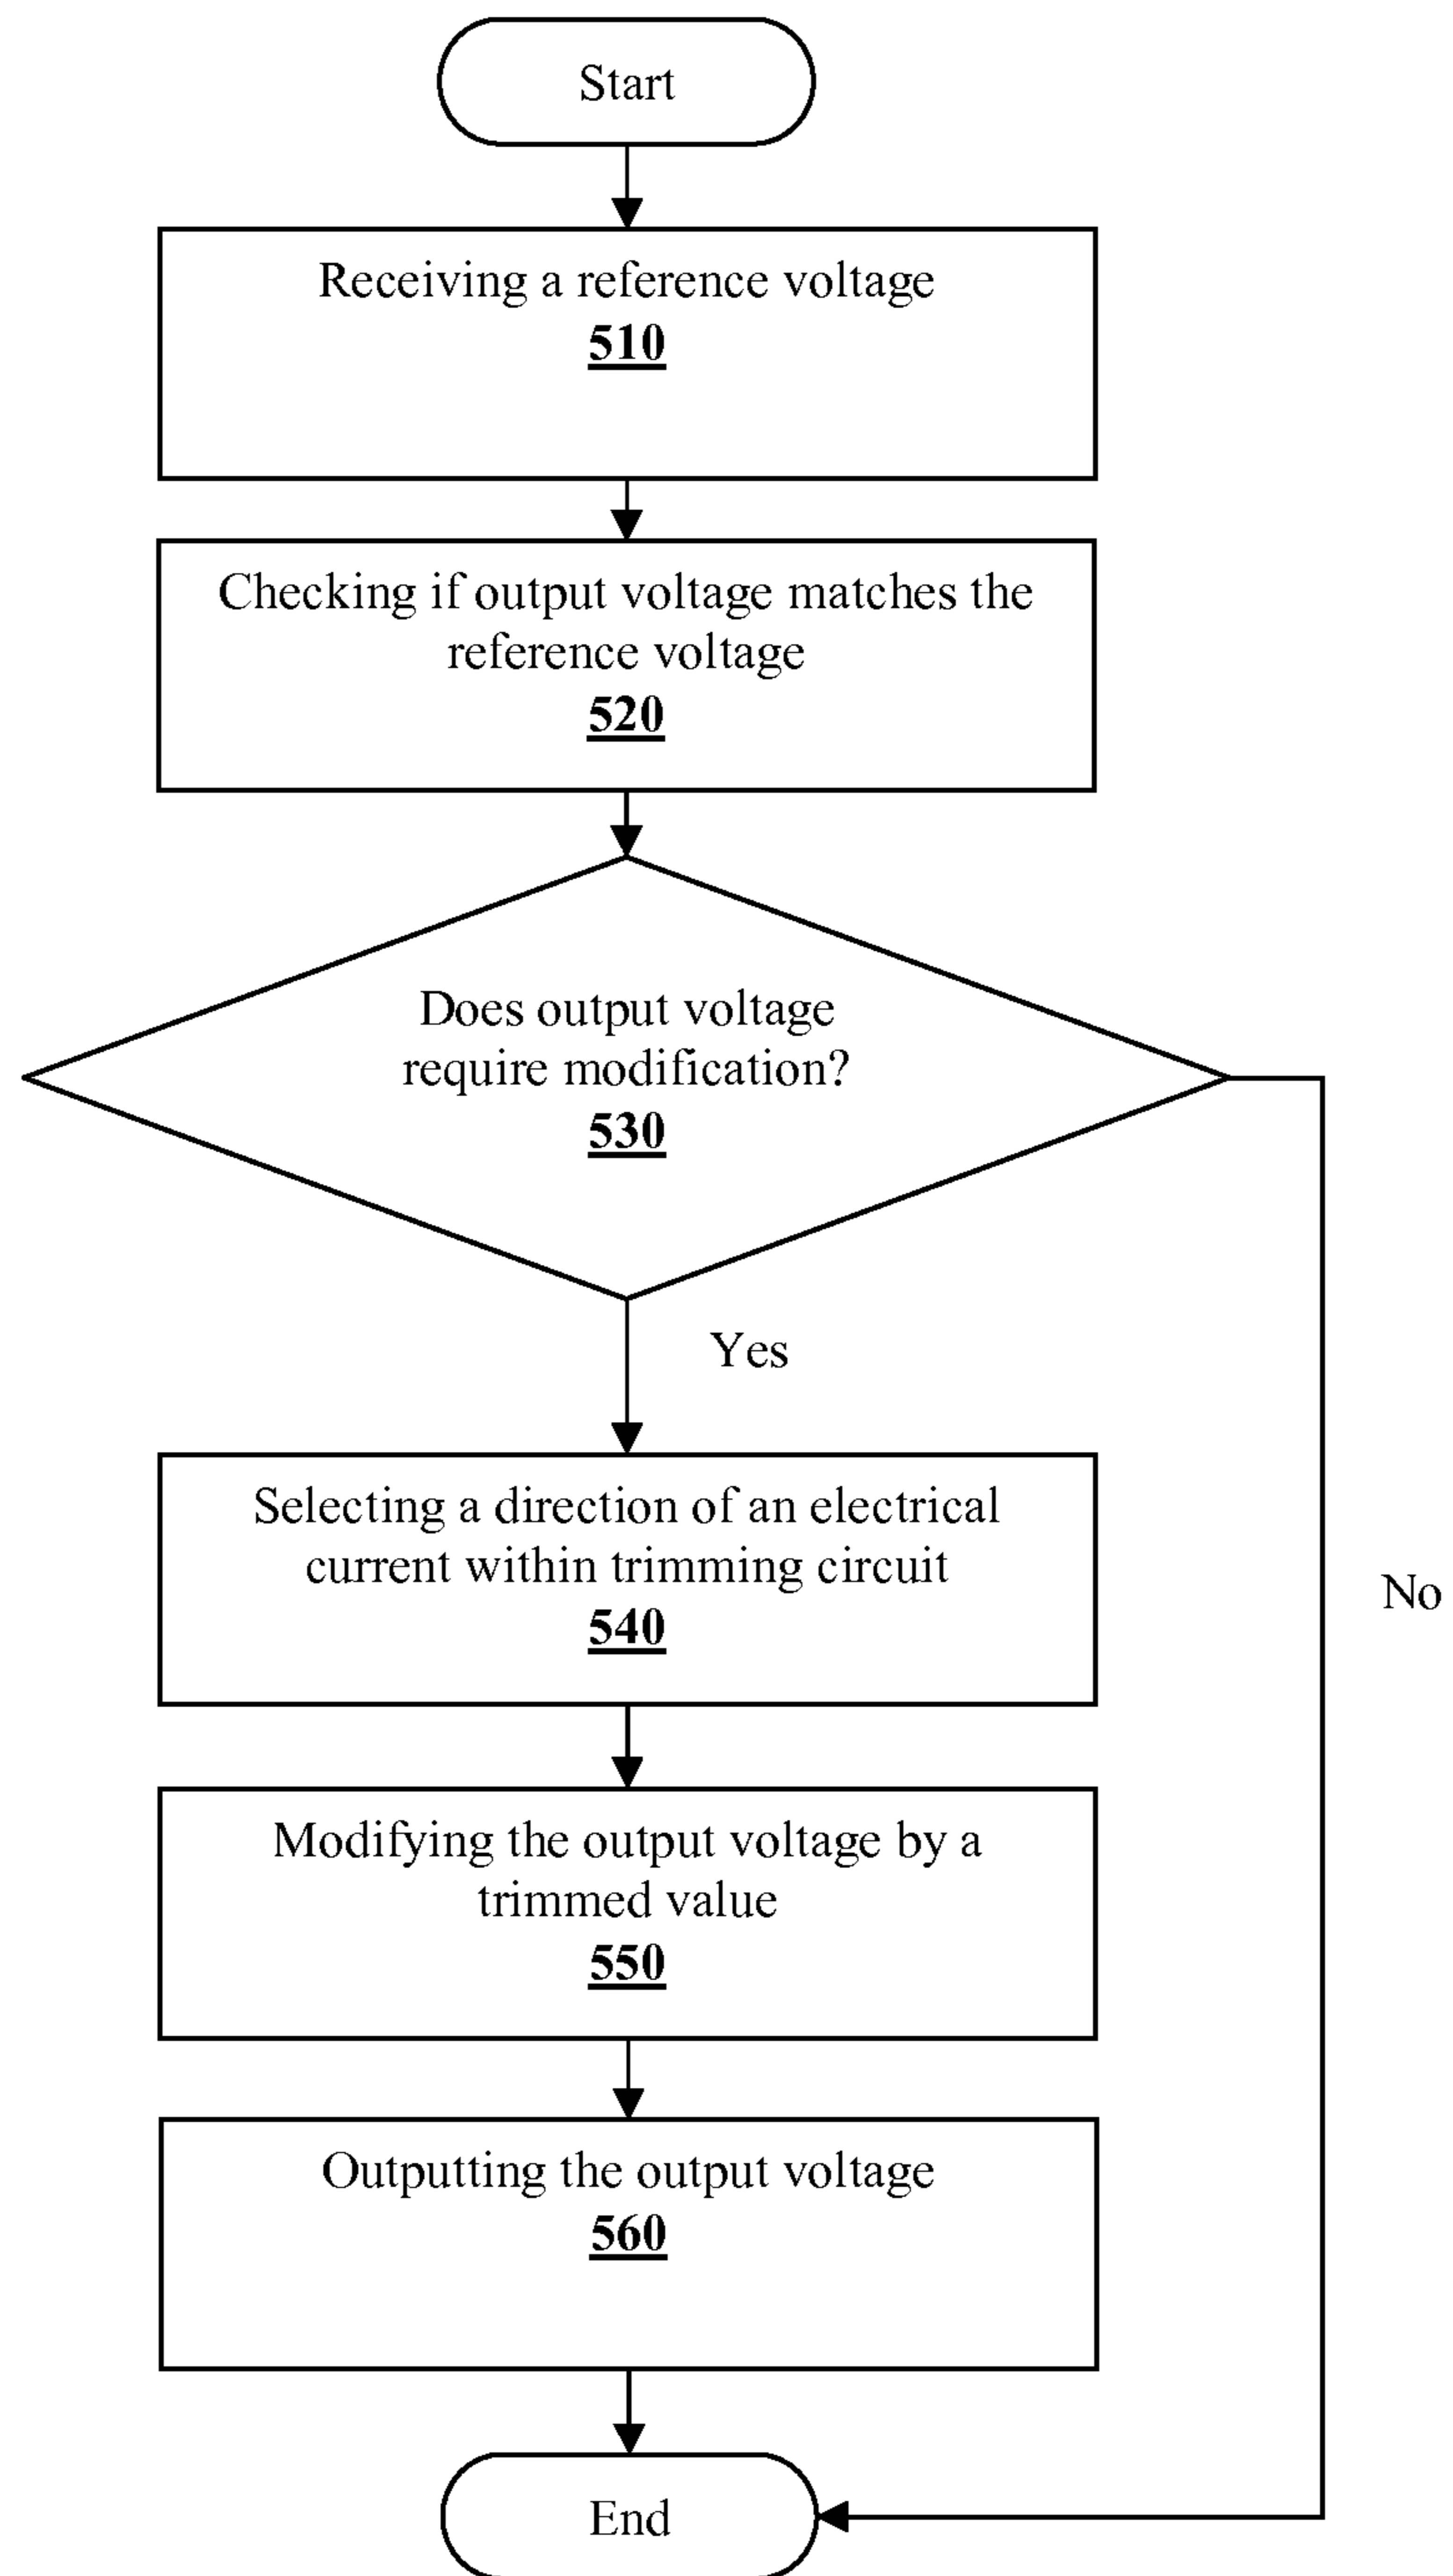 Start
Receiving a reference voltage
510
Checking if output voltage matches the
reference voltage
520
Does output voltage
require modification?
530
Yes
Selecting a direction of an electrical
current within trimming circuit
540
No
Modifying the output voltage by a
trimmed value
550
Outputting the output voltage
560
End